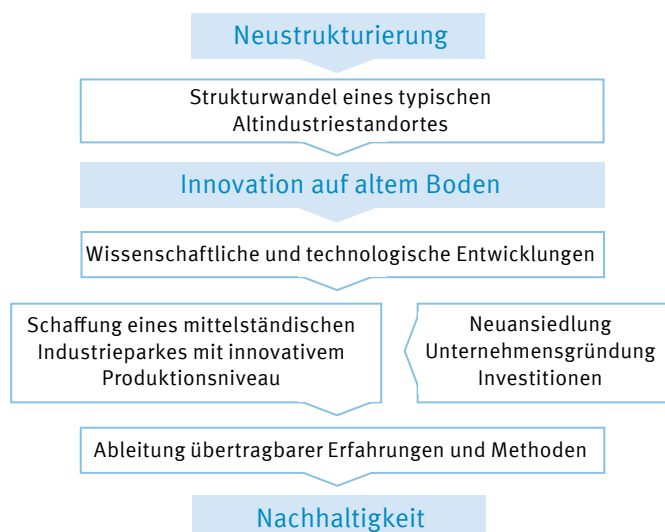 Neustrukturierung
Strukturwandel eines typischen
Altindustriestandortes
Innovation auf altem Boden
Wissenschaftliche und technologische Entwicklungen
Schaffung eines mittelständischen
Industrieparkes mit innovativem
Produktionsniveau
Neuansiedlung
Unternehmensgründung
Investitionen
Ableitung übertragbarer Erfahrungen und Methoden
Nachhaltigkeit